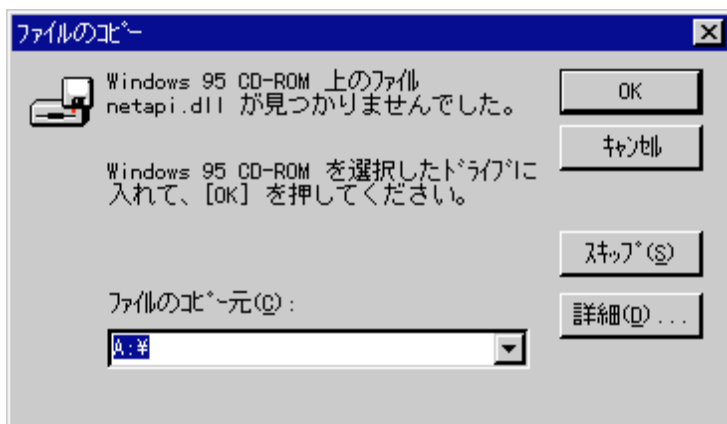 ファイルのコピー
Windows 95 CD-ROM 上のファイル
netapi.dll が見つかりませんでした。
Windows 95 CD-ROM を選択したドライブに
入れて、[OK] を押してください。
ファイルのコピー元(C):
A:¥
OK
キャンセル
スキップ(S)
詳細(D)...